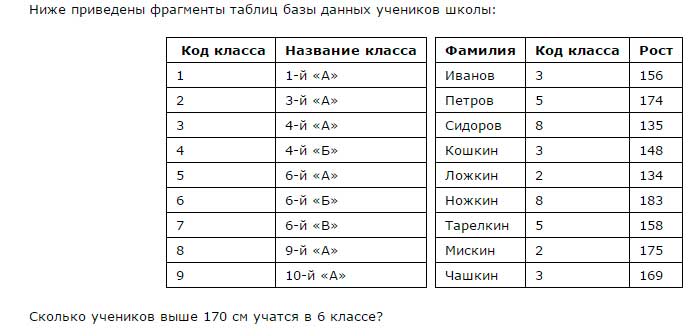 Ниже приведены фрагменты таблиц базы данных учеников школы:
Код класса Название класса Фамилия Код класса Рост
1 1-й «А» Иванов 3 156
2 3-й «А» Петров 5 174
3 4-й «А» Сидоров 8 135
4 4-й «Б» Кошкин 3 148
5 6-й «А» Ложкин 2 134
6 6-й «Б» Ножкин 8 183
7 6-й «В» Тарелкин 5 158
8 9-й «А» Мискин 2 175
9 10-й «А» Чашкин 3 169
Сколько учеников выше 170 см учатся в 6 классе?